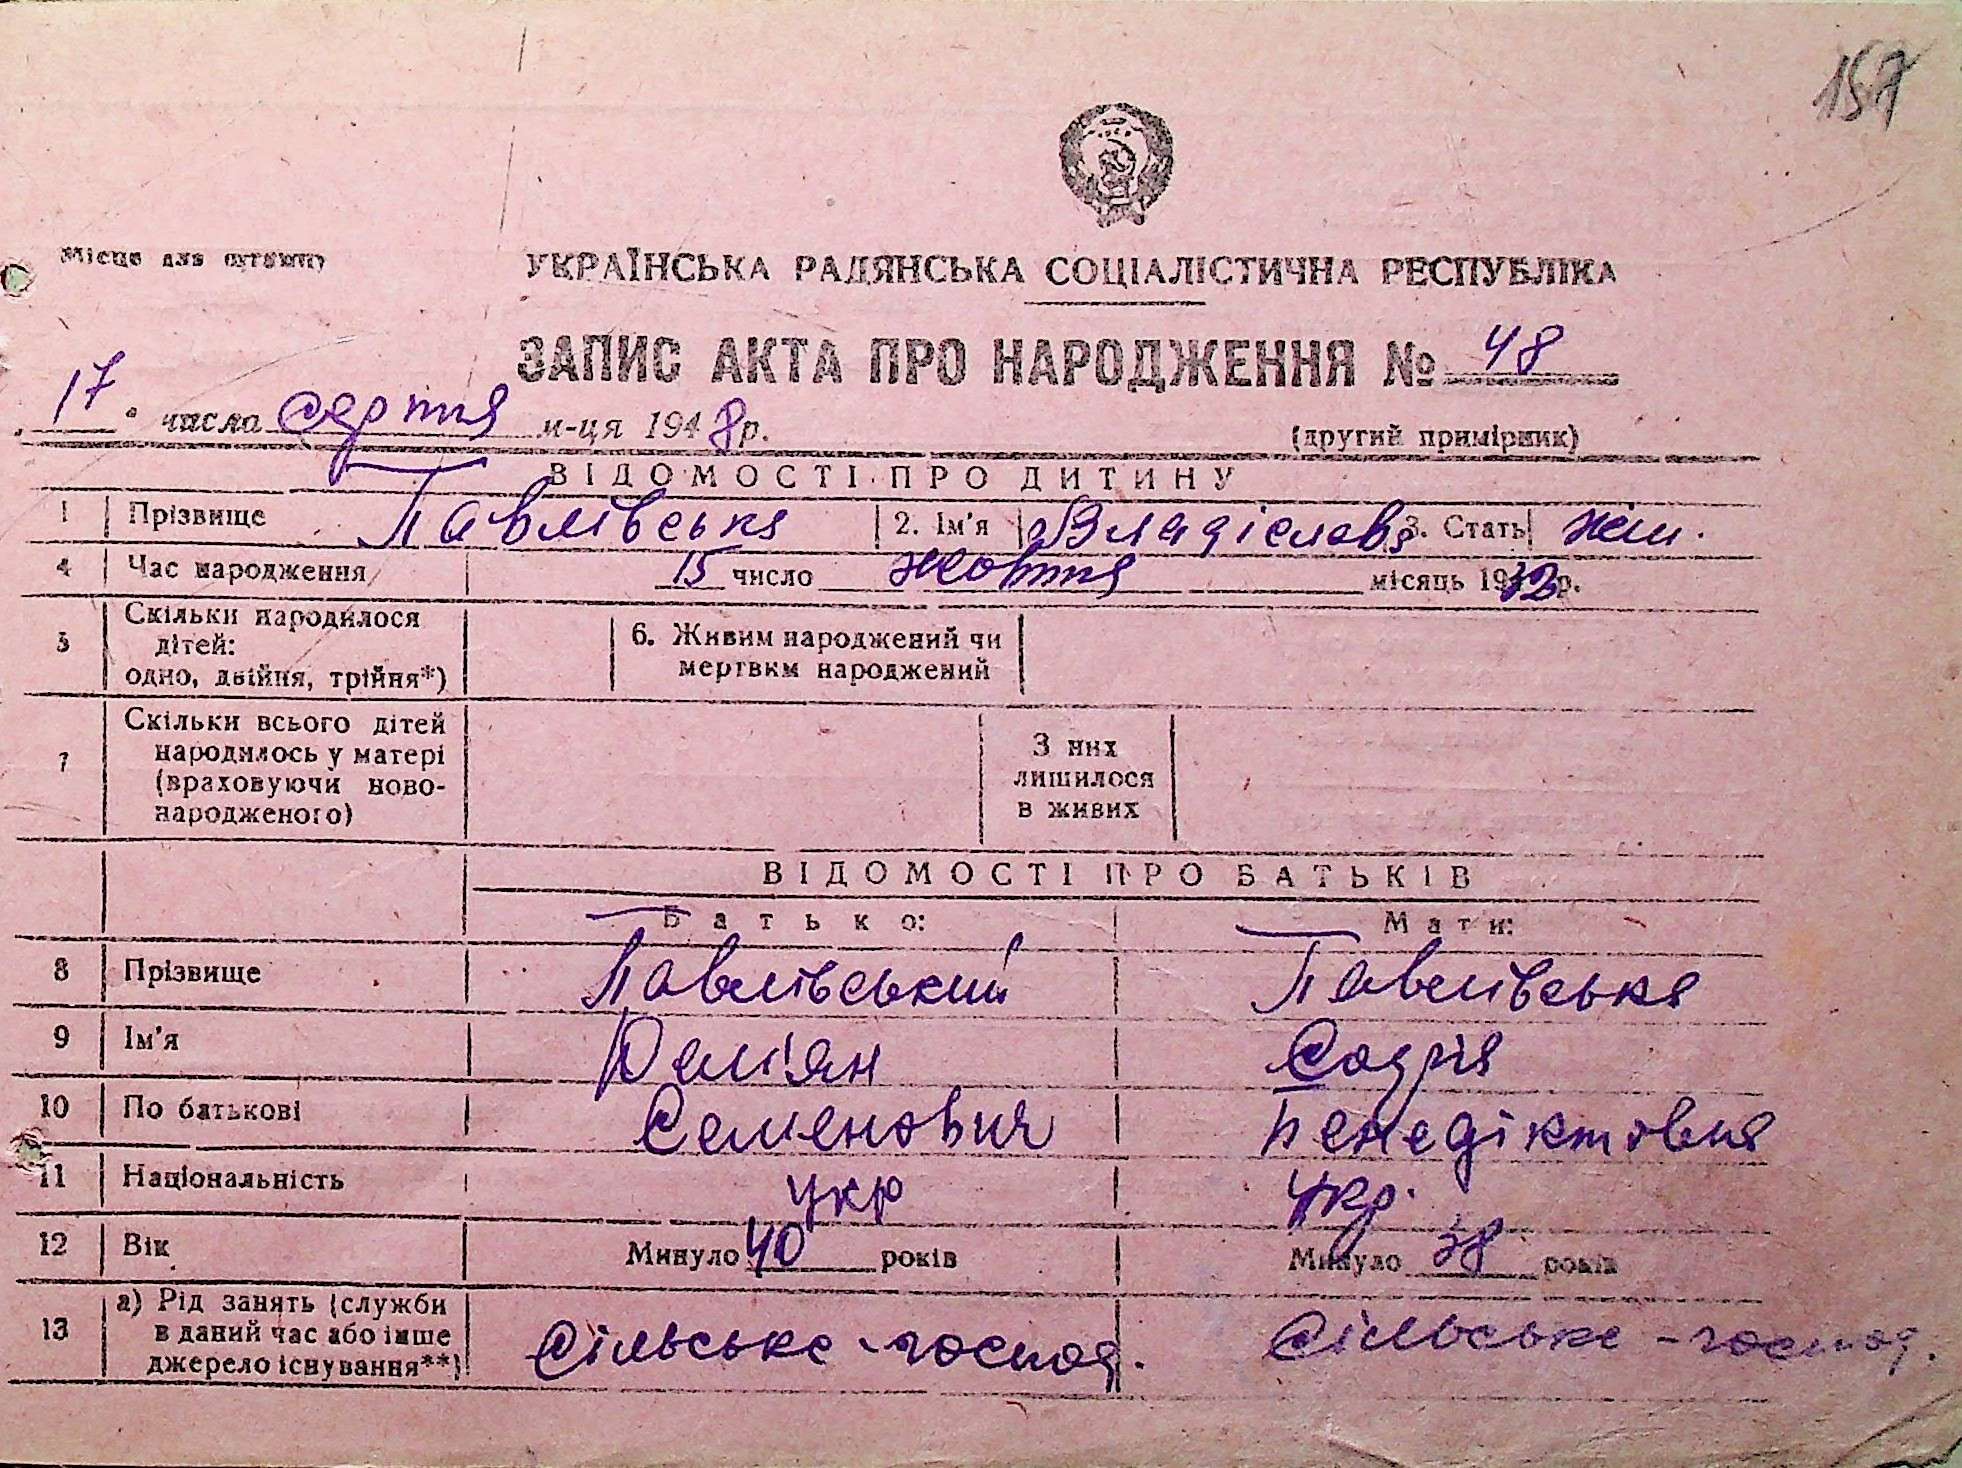 157
Місце для штампу
УКРАЇНСЬКА РАДЯНСЬКА СОЦІАЛІСТИЧНА РЕСПУБЛІКА
ЗАПИС АКТА ПРО НАРОДЖЕННЯ № 48
17 число серпня м-ця 1948 р.
(другий примірник)
ВІДОМОСТІ ПРО ДИТИНУ
1 Прізвище Павлівська 2. Ім'я Владіслава 3. Стать жін.
4 Час народження 15 число жовтня місяць 19 р.
5 Скільки народилося дітей: одно, двійня, трійня*)
6. Живим народжений чи мертвим народжений
7 Скільки всього дітей народилось у матері (враховуючи новонародженого)
З них лишилося в живих
ВІДОМОСТІ ПРО БАТЬКІВ
Батько: Мати:
8 Прізвище Павлівський Павлівська
9 Ім'я Дем'ян Софія
10 По батькові Семенович Бенедіктовна
11 Національність укр укр.
12 Вік Минуло 40 років Минуло 38 років
13 а) Рід занять (служби в даний час або інше джерело існування**)
Сільське-господ. Сільське-господ.